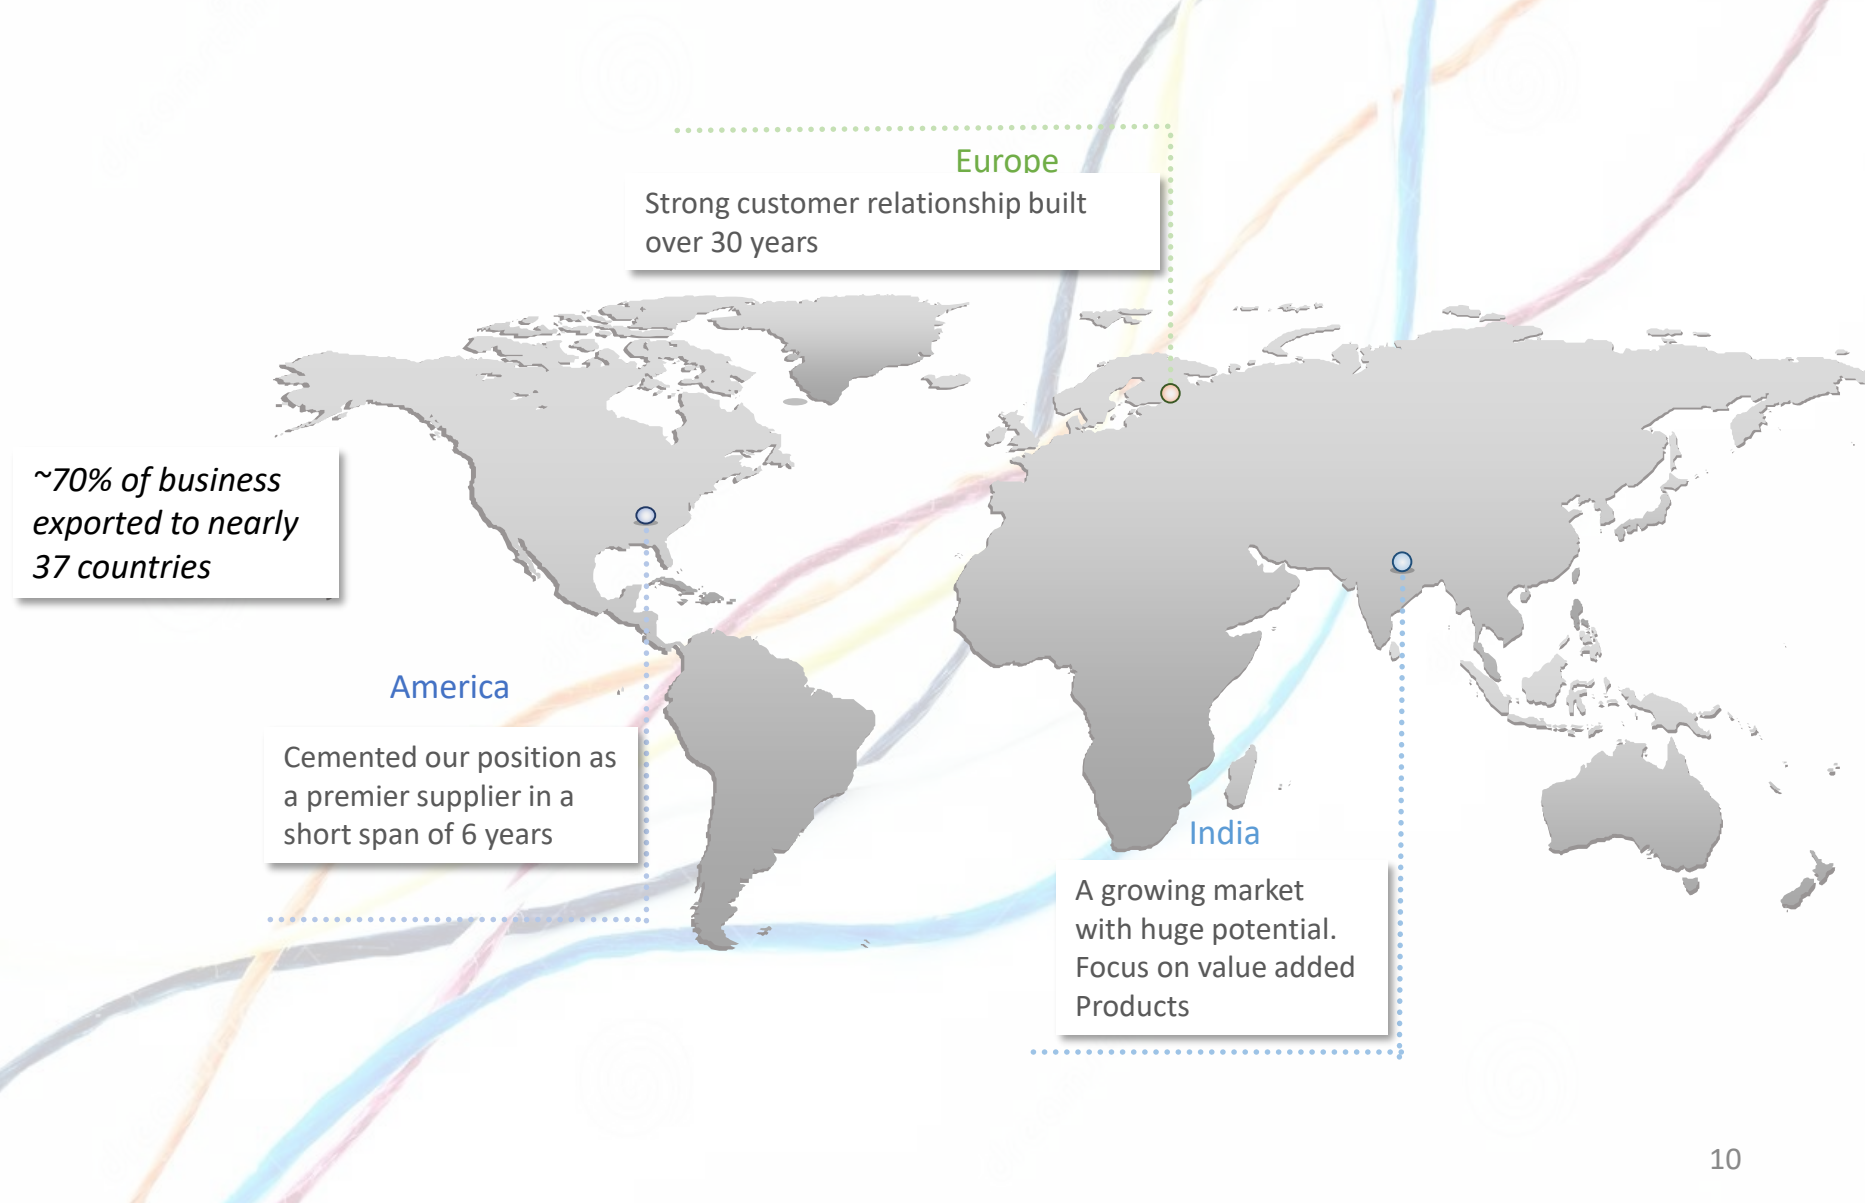 Europe
Strong customer relationship built
over 30 years
~70% of business
exported to nearly
37 countries
America
Cemented our position as
a premier supplier in a
short span of 6 years
India
A growing market
with huge potential.
Focus on value added
Products
10